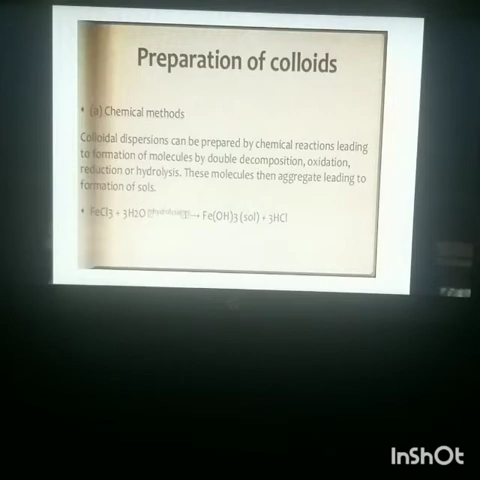 Preparation of colloids
• (a) Chemical methods
Colloidal dispersions can be prepared by chemical reactions leading
to formation of molecules by double decomposition, oxidation,
reduction or hydrolysis. These molecules then aggregate leading to
formation of sols.
• FeCl3 + 3H2O → Fe(OH)3 (sol) + 3HCl
InShOt